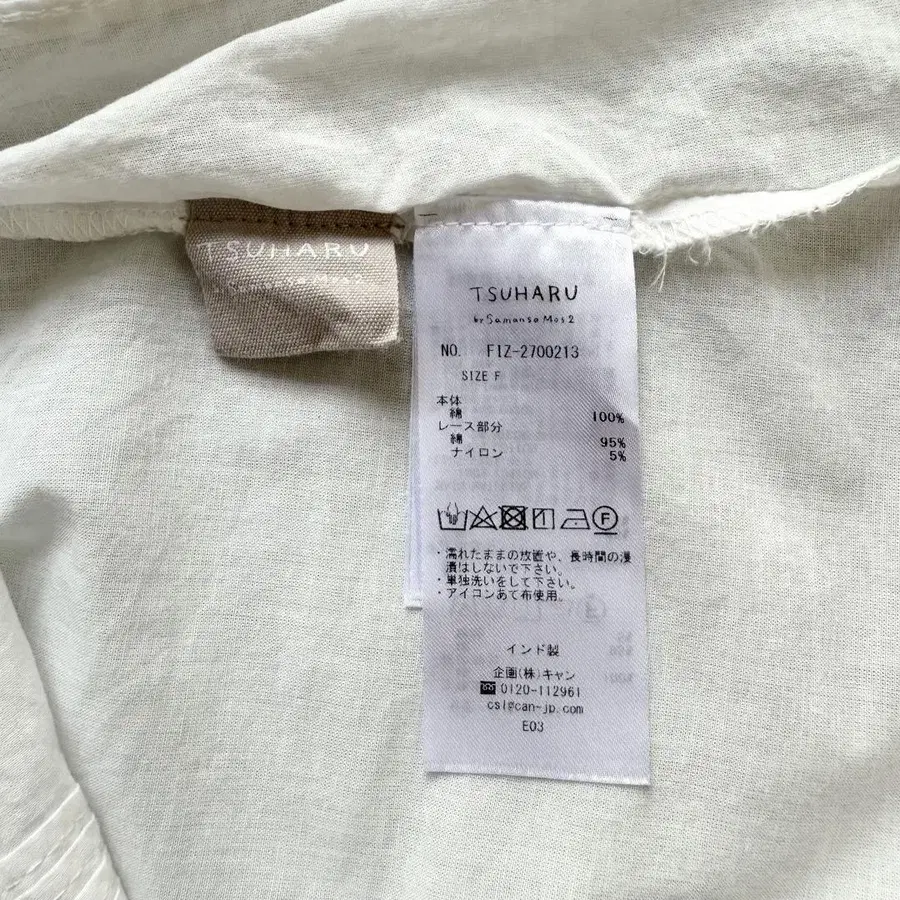 TSUHARU
TSUHARU
by Samansa Mos2
NO. FIZ-2700213
SIZE F
本体
綿 100%
レース部分
綿 95%
ナイロン 5%
F
・濡れたままの放置や、長時間の浸
漬はしないで下さい。
・単独洗いをして下さい。
・アイロンあて布使用。
インド製
企画(株)キャン
0120-112961
cs1@can-jp.com
E03